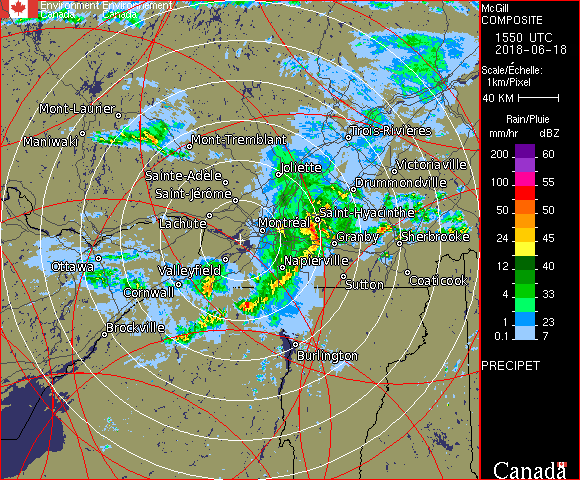 Environment Environnement
Canada Canada
McGill
COMPOSITE
1550 UTC
2018-06-18
Scale/Échelle:
1km/Pixel
40 KM
Rain/Pluie
mm/hr dBZ
200 60
100 55
50 50
24 45
12 40
4 33
1 23
0.1 7
PRECIPET
Canada
Mont-Laurier
Maniwaki
Mont-Tremblant
Trois-Rivières
Joliette
Victoriaville
Sainte-Adèle
Drummondville
Saint-Jérôme
Lachute
Saint-Hyacinthe
Montréal
Granby
Sherbrooke
Ottawa
Valleyfield
Napierville
Cornwall
Sutton
Coaticook
Brockville
Burlington